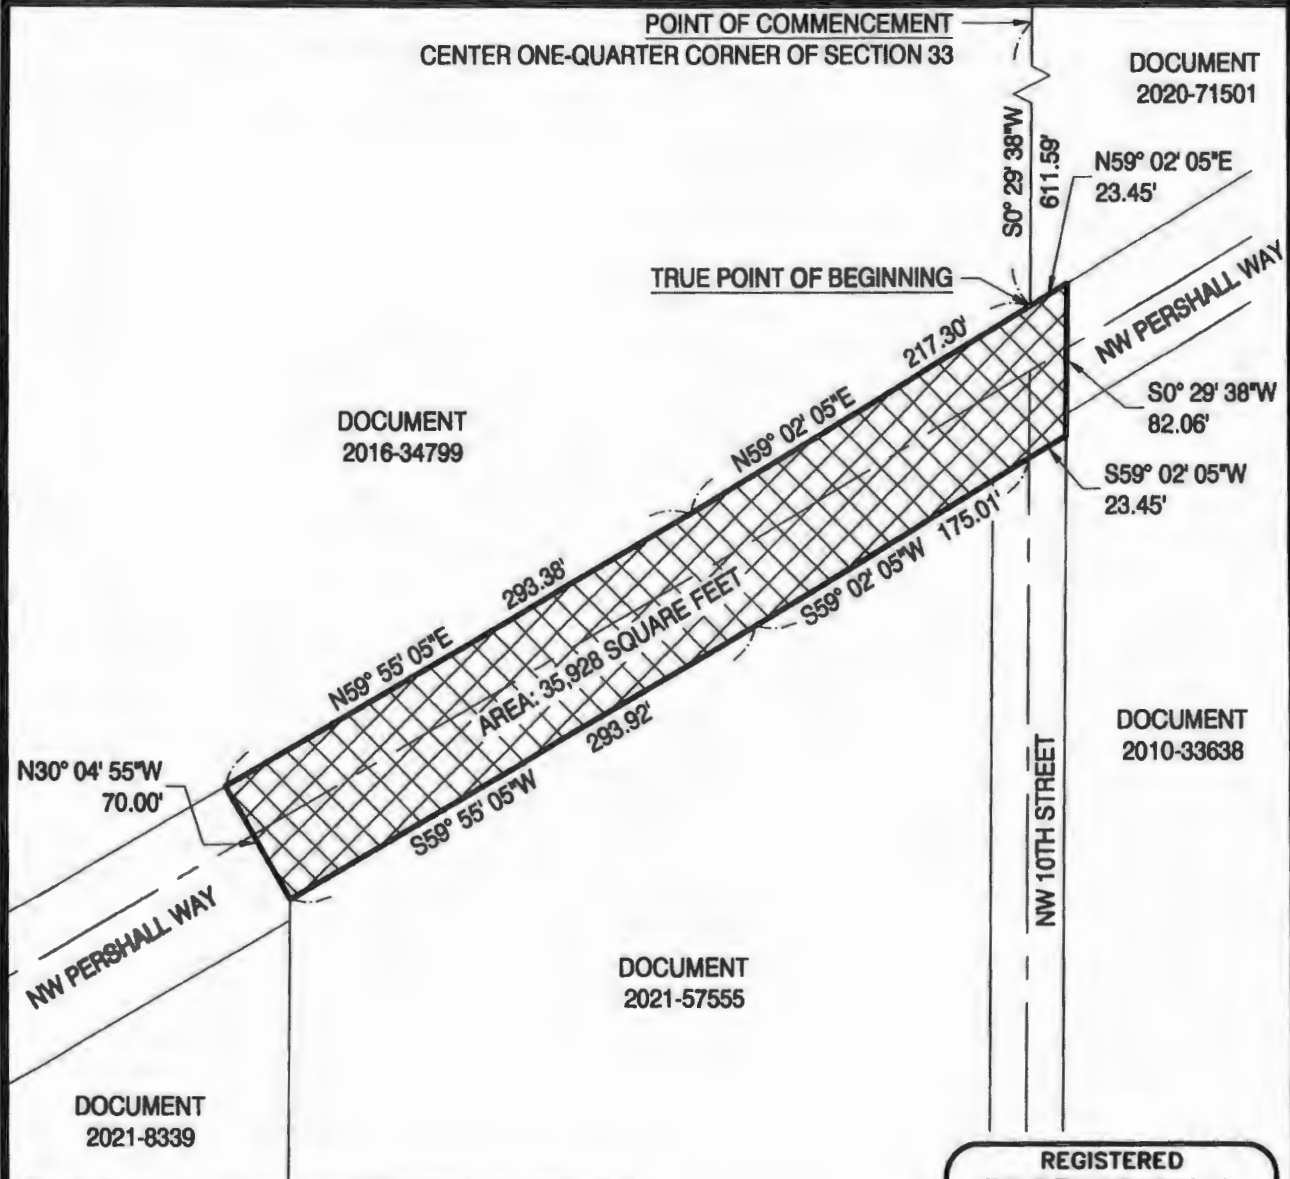 POINT OF COMMENCEMENT
CENTER ONE-QUARTER CORNER OF SECTION 33
DOCUMENT
2020-71501
S0° 29' 38"W
611.59'
N59° 02' 05"E
23.45'
TRUE POINT OF BEGINNING
NW PERSHALL WAY
217.30'
N59° 02' 05"E
S0° 29' 38"W
82.06'
DOCUMENT
2016-34799
S59° 02' 05"W
23.45'
175.01'
S59° 02' 05"W
293.38'
N59° 55' 05"E
AREA: 35,928 SQUARE FEET
293.92'
S59° 55' 05"W
N30° 04' 55"W
70.00'
DOCUMENT
2010-33638
NW 10TH STREET
NW PERSHALL WAY
DOCUMENT
2021-57555
DOCUMENT
2021-8339
REGISTERED